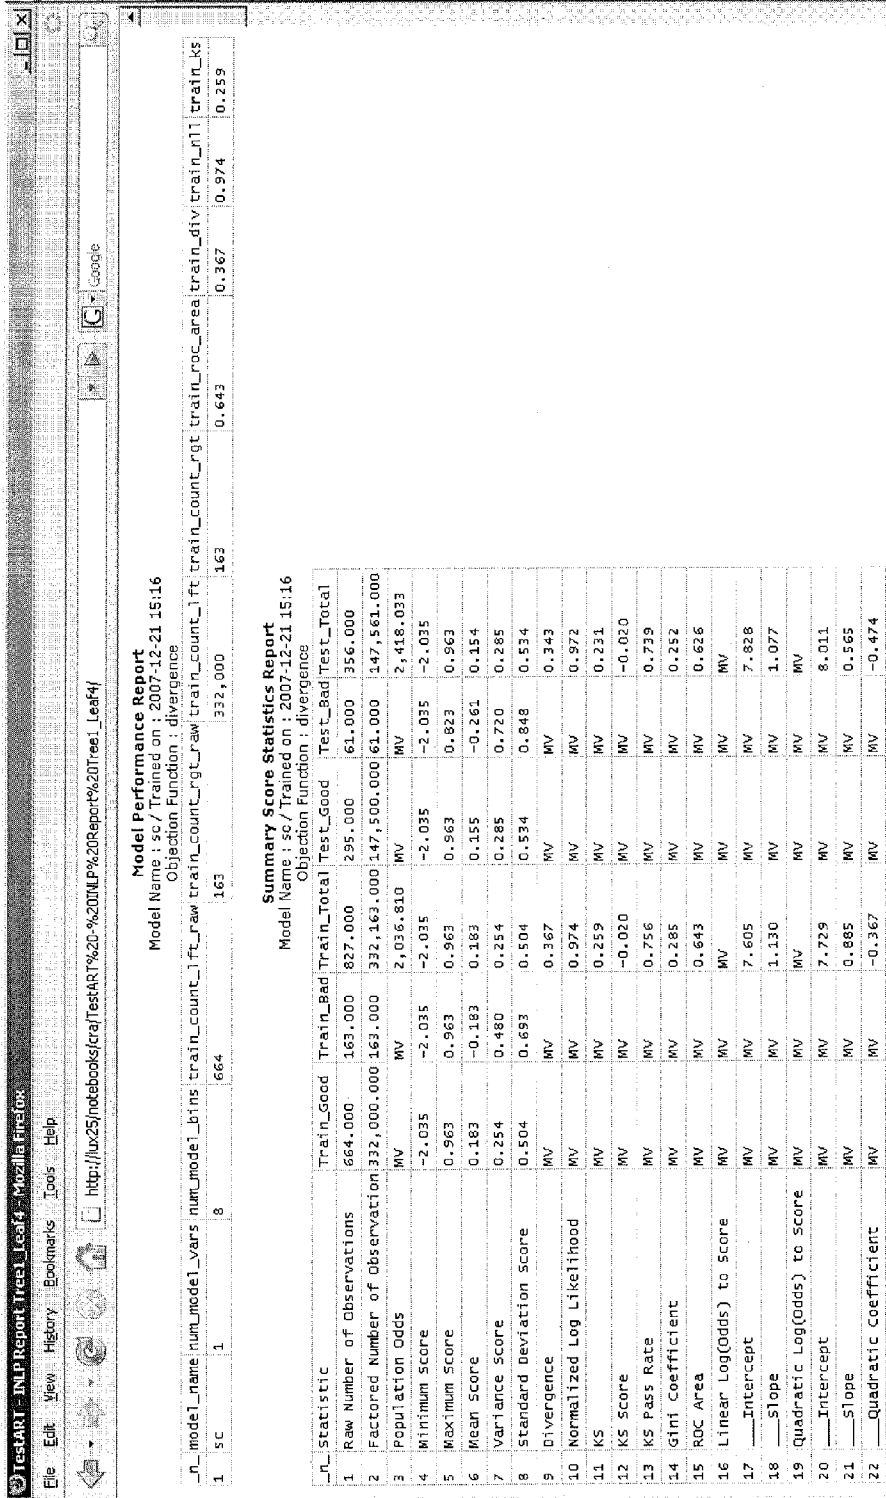 TestART - INLP Report Tree1_Leaf4 - Mozilla Firefox
File Edit View History Bookmarks Tools Help
http://lux25/notebooks/cra/TestART%20-%20INLP%20Report%20Tree1_Leaf4/ G Google
Model Performance Report
Model Name : sc / Trained on : 2007-12-21 15:16
Objection Function : divergence
_n_ model_name num_model_vars num_model_bins train_count_lft_raw train_count_rgt_raw train_count_lft train_count_rgt train_roc_area train_div train_nll train_ks
1 sc 1 8 664 163 332,000 163 0.643 0.367 0.974 0.259
Summary Score Statistics Report
Model Name : sc / Trained on : 2007-12-21 15:16
Objection Function : divergence
_n_ Statistic Train_Good Train_Bad Train_Total Test_Good Test_Bad Test_Total
1 Raw Number of Observations 664.000 163.000 827.000 295.000 61.000 356.000
2 Factored Number of Observation 332,000.000 163.000 332,163.000 147,500.000 61.000 147,561.000
3 Population Odds MV MV 2,036.810 MV MV 2,418.033
4 Minimum Score -2.035 -2.035 -2.035 -2.035 -2.035 -2.035
5 Maximum Score 0.963 0.963 0.963 0.963 0.823 0.963
6 Mean Score 0.183 -0.183 0.183 0.155 -0.261 0.154
7 Variance Score 0.254 0.480 0.254 0.285 0.720 0.285
8 Standard Deviation Score 0.504 0.693 0.504 0.534 0.848 0.534
9 Divergence MV MV 0.367 MV MV 0.343
10 Normalized Log Likelihood MV MV 0.974 MV MV 0.972
11 KS MV MV 0.259 MV MV 0.231
12 KS Score MV MV -0.020 MV MV -0.020
13 KS Pass Rate MV MV 0.756 MV MV 0.739
14 Gini Coefficient MV MV 0.285 MV MV 0.252
15 ROC Area MV MV 0.643 MV MV 0.626
16 Linear Log(Odds) to Score MV MV MV MV MV MV
17 ___Intercept MV MV 7.605 MV MV 7.828
18 ___Slope MV MV 1.130 MV MV 1.077
19 Quadratic Log(Odds) to Score MV MV MV MV MV MV
20 ___Intercept MV MV 7.729 MV MV 8.011
21 ___Slope MV MV 0.885 MV MV 0.565
22 ___Quadratic Coefficient MV MV -0.367 MV MV -0.474